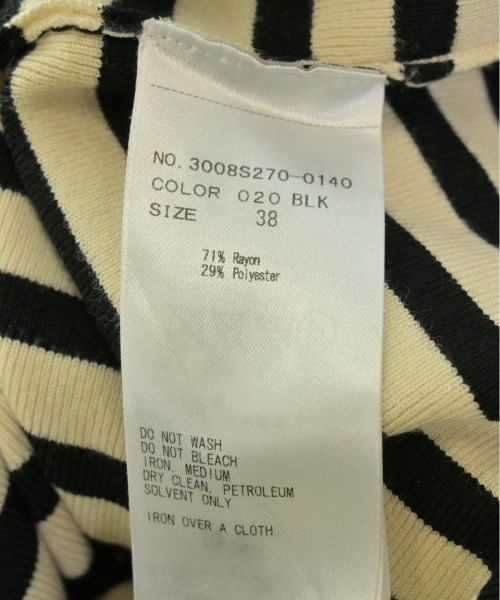 NO. 3008S270-0140
COLOR 020 BLK
SIZE 38
71% Rayon
29% Polyester
DO NOT WASH
DO NOT BLEACH
IRON, MEDIUM
DRY CLEAN, PETROLEUM
SOLVENT ONLY
IRON OVER A CLOTH